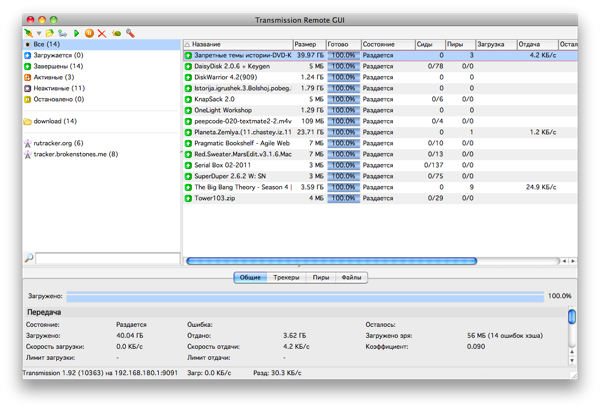 Transmission Remote GUI
Все (14)
Загружается (0)
Завершены (14)
Активные (3)
Неактивные (11)
Остановлено (0)
download (14)
rutracker.org (6)
tracker.brokenstones.me (8)
Название Размер Готово Состояние Сиды Пиры Загрузка Отдача Остал
Запретные темы истории-DVD-К 39.97 ГБ 100.0% Раздается 0 3 4.2 КБ/с
DaisyDisk 2.0.6 + Keygen 5 МБ 100.0% Раздается 0/78 0/0
DiskWarrior 4.2(909) 1.24 ГБ 100.0% Раздается 0 0
Istorija.igrushek.3.Bolshoj.pobeg. 1.79 ГБ 100.0% Раздается 0 0
KnapSack 2.0 5 МБ 100.0% Раздается 0/6 0/0
OneLight Workshop 1.29 ГБ 100.0% Раздается 0 0
peepcode-020-textmate2-2.m4v 109 МБ 100.0% Раздается 0/4 0/0
Planeta.Zemlya.(11.chastey.iz.11 23.71 ГБ 100.0% Раздается 0 1 1.2 КБ/с
Pragmatic Bookshelf - Agile Web 7 МБ 100.0% Раздается 0/10 0/0
Red.Sweater.MarsEdit.v3.1.6.Mac 7 МБ 100.0% Раздается 0/13 0/0
Serial Box 02-2011 3 МБ 100.0% Раздается 0/137 0/0
SuperDuper 2.6.2 W: SN 3 МБ 100.0% Раздается 0/75 0/0
The Big Bang Theory - Season 4 | 3.59 ГБ 100.0% Раздается 0 9 24.9 КБ/с
Tower103.zip 4 МБ 100.0% Раздается 0/29 0/0
Общие Трекеры Пиры Файлы
Загружено: 100.0%
Передача
Состояние: Раздается Ошибка: Осталось:
Загружено: 40.04 ГБ Отдано: 3.62 ГБ Загружено зря: 56 МБ (14 ошибок хэша)
Скорость загрузки: 0.0 КБ/с Скорость отдачи: 4.2 КБ/с Коэффициент: 0.090
Лимит загрузки: - Лимит отдачи: -
Transmission 1.92 (10363) на 192.168.180.1:9091 Загр: 0.0 КБ/с Разд: 30.3 КБ/с